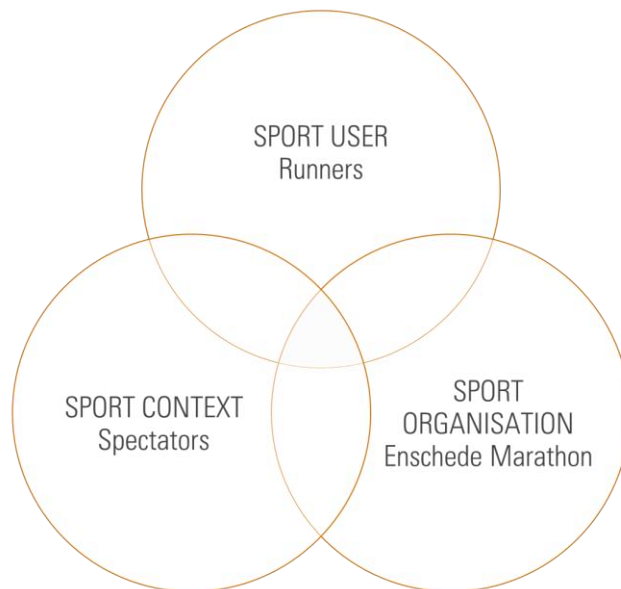 SPORT USER
Runners
SPORT CONTEXT
Spectators
SPORT
ORGANISATION
Enschede Marathon